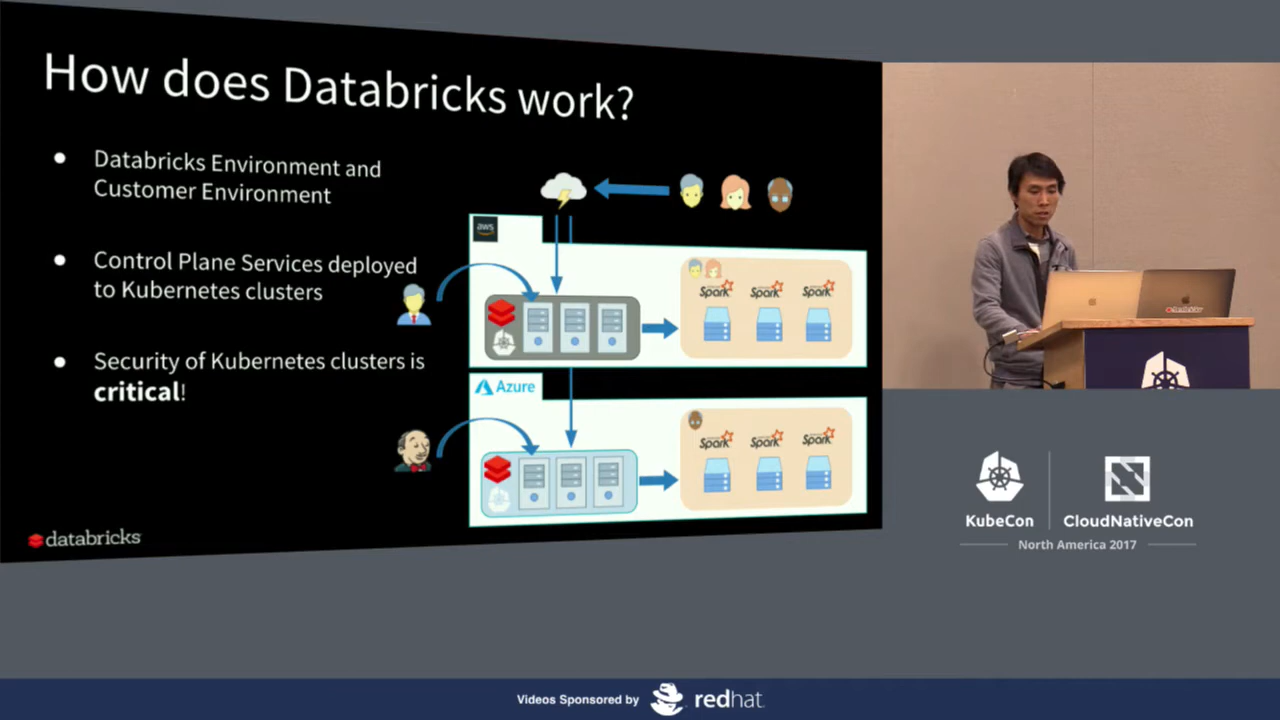 How does Databricks work?
● Databricks Environment and
Customer Environment
● Control Plane Services deployed
to Kubernetes clusters
● Security of Kubernetes clusters is
critical!
aws
Spark
Spark
Spark
Azure
Spark
Spark
Spark
databricks
KubeCon
CloudNativeCon
North America 2017
Videos Sponsored by
redhat.